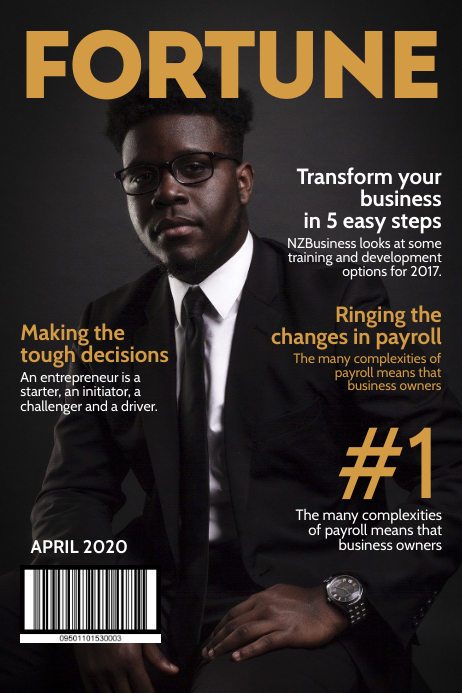 FORTUNE
Transform your
business
in 5 easy steps
NZBusiness looks at some
training and development
options for 2017.
Ringing the
changes in payroll
The many complexities of
payroll means that
business owners
Making the
tough decisions
An entrepreneur is a
starter, an initiator, a
challenger and a driver.
#1
The many complexities
of payroll means that
business owners
APRIL 2020
09501101530003